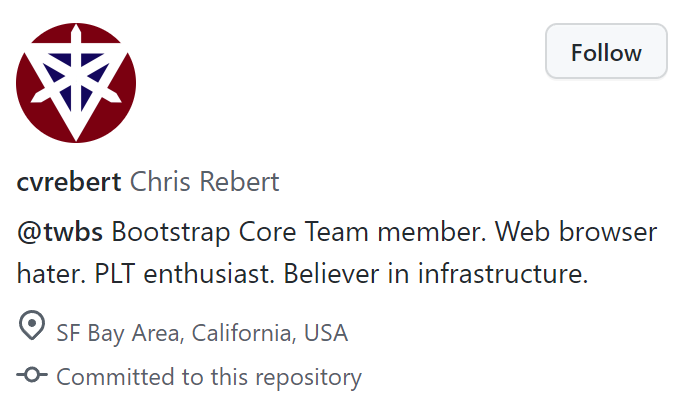 Follow
cvrebert Chris Rebert
@twbs Bootstrap Core Team member. Web browser
hater. PLT enthusiast. Believer in infrastructure.
SF Bay Area, California, USA
Committed to this repository